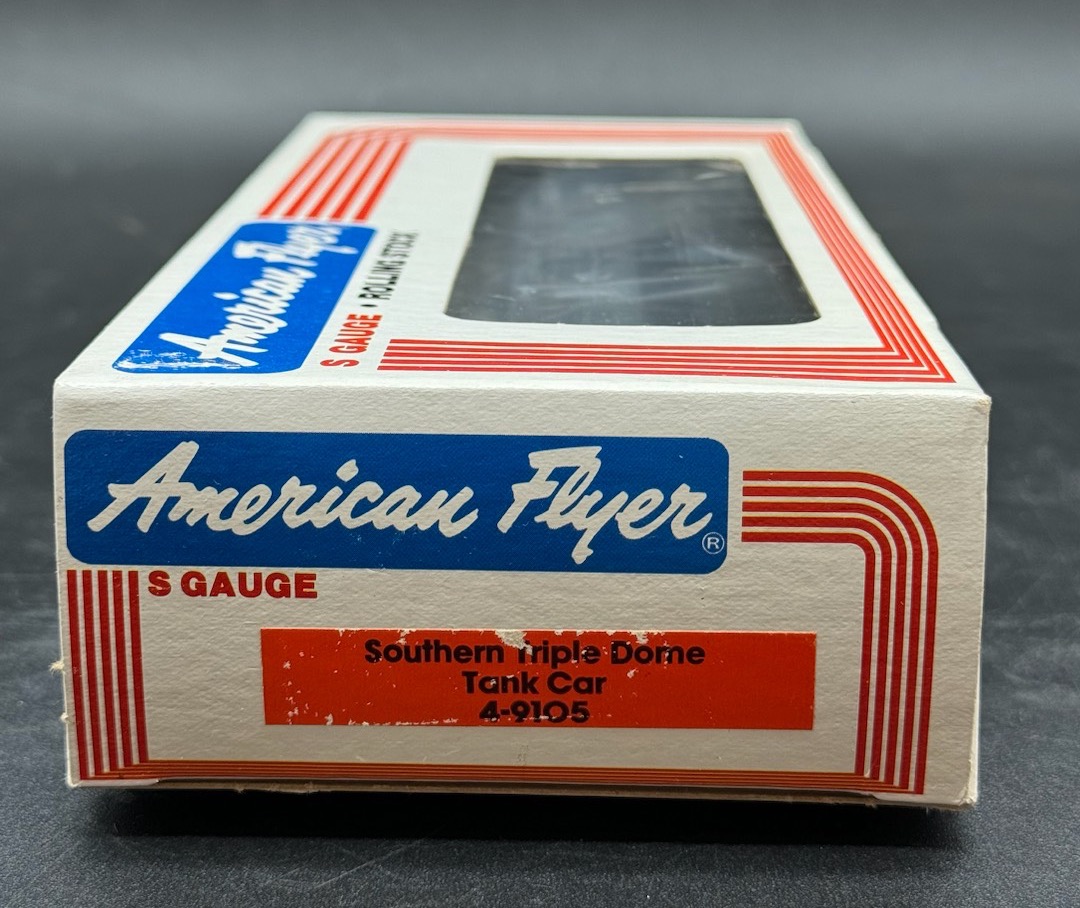 American Flyer
S GAUGE • ROLLING STOCK
American Flyer®
S GAUGE
Southern Triple Dome
Tank Car
4-9105